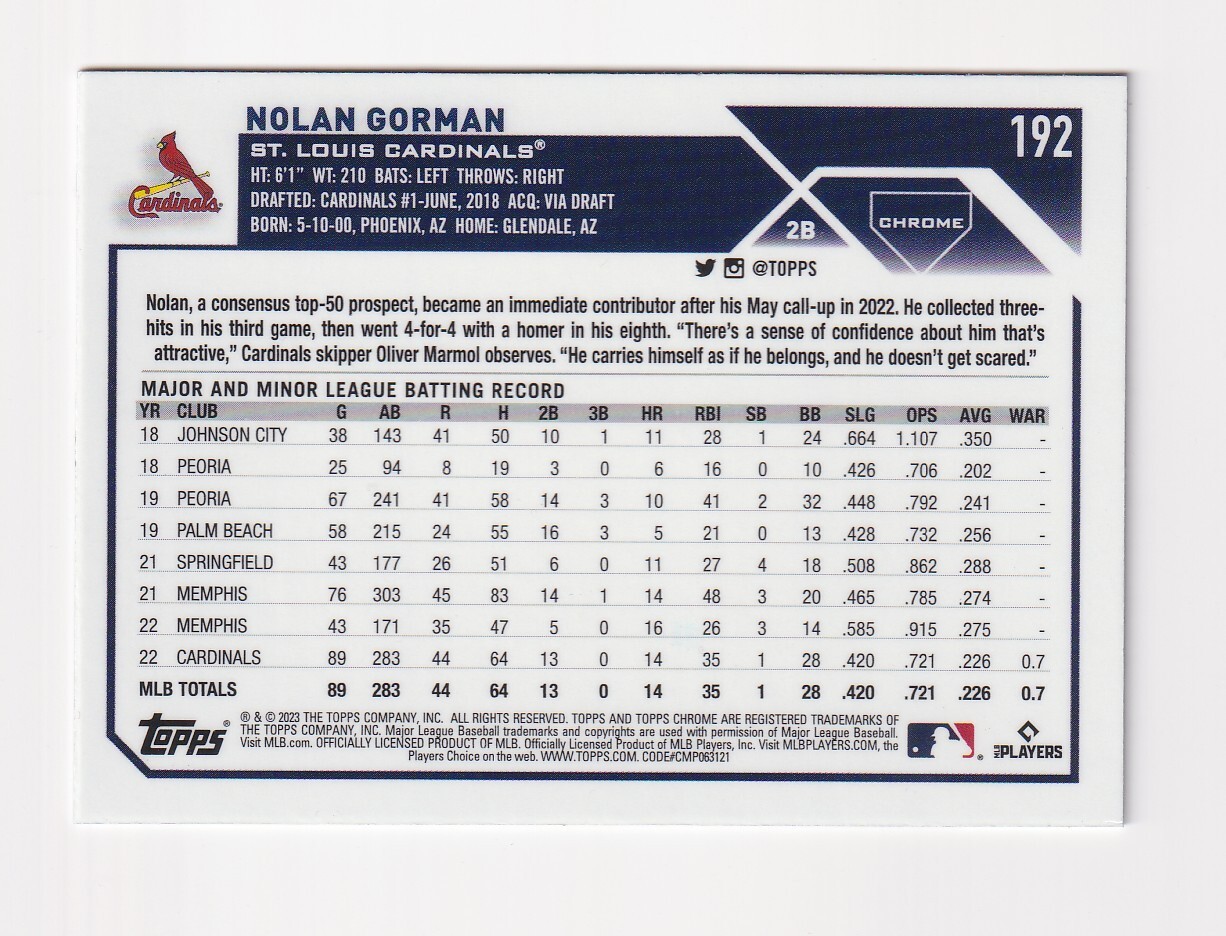 NOLAN GORMAN
192
ST. LOUIS CARDINALS®
HT: 6'1" WT: 210 BATS: LEFT THROWS: RIGHT
DRAFTED: CARDINALS #1-JUNE, 2018 ACQ: VIA DRAFT
BORN: 5-10-00, PHOENIX, AZ HOME: GLENDALE, AZ
Cardinals
2B
CHROME
@TOPPS
Nolan, a consensus top-50 prospect, became an immediate contributor after his May call-up in 2022. He collected three-
hits in his third game, then went 4-for-4 with a homer in his eighth. “There’s a sense of confidence about him that’s
attractive,” Cardinals skipper Oliver Marmol observes. “He carries himself as if he belongs, and he doesn’t get scared.”
MAJOR AND MINOR LEAGUE BATTING RECORD
YR CLUB G AB R H 2B 3B HR RBI SB BB SLG OPS AVG WAR
18 JOHNSON CITY 38 143 41 50 10 1 11 28 1 24 .664 1.107 .350 -
18 PEORIA 25 94 8 19 3 0 6 16 0 10 .426 .706 .202 -
19 PEORIA 67 241 41 58 14 3 10 41 2 32 .448 .792 .241 -
19 PALM BEACH 58 215 24 55 16 3 5 21 0 13 .428 .732 .256 -
21 SPRINGFIELD 43 177 26 51 6 0 11 27 4 18 .508 .862 .288 -
21 MEMPHIS 76 303 45 83 14 1 14 48 3 20 .465 .785 .274 -
22 MEMPHIS 43 171 35 47 5 0 16 26 3 14 .585 .915 .275 -
22 CARDINALS 89 283 44 64 13 0 14 35 1 28 .420 .721 .226 0.7
MLB TOTALS 89 283 44 64 13 0 14 35 1 28 .420 .721 .226 0.7
Topps®
® & © 2023 THE TOPPS COMPANY, INC. ALL RIGHTS RESERVED. TOPPS AND TOPPS CHROME ARE REGISTERED TRADEMARKS OF
THE TOPPS COMPANY, INC. Major League Baseball trademarks and copyrights are used with permission of Major League Baseball.
Visit MLB.com. OFFICIALLY LICENSED PRODUCT OF MLB. Officially Licensed Product of MLB Players, Inc. Visit MLBPLAYERS.COM, the
Players Choice on the web. WWW.TOPPS.COM. CODE#CMP063121
®
MLB PLAYERS